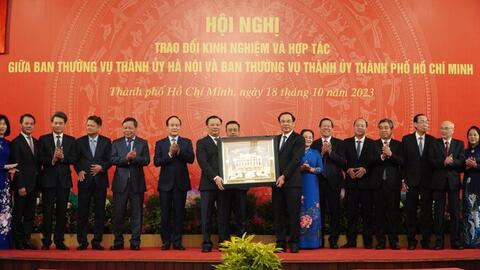 HỘI NGHỊ
TRAO ĐỔI KINH NGHIỆM VÀ HỢP TÁC
GIỮA BAN THƯỜNG VỤ THÀNH ỦY HÀ NỘI VÀ BAN THƯỜNG VỤ THÀNH ỦY THÀNH PHỐ HỒ CHÍ MINH
Thành phố Hồ Chí Minh, ngày 18 tháng 10 năm 2023